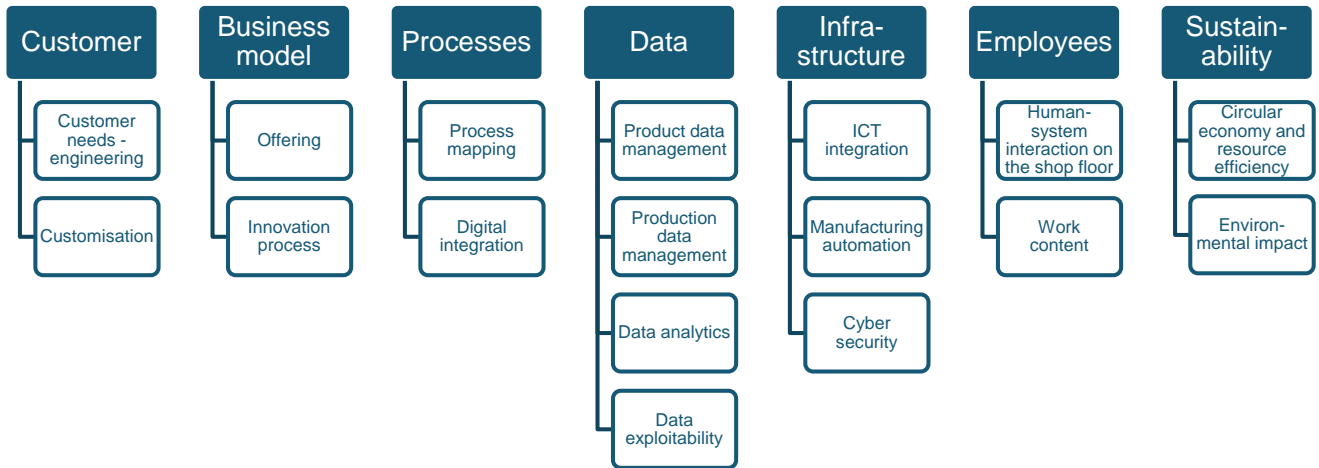 Customer
Customer
needs -
engineering
Customisation
Business
model
Offering
Innovation
process
Processes
Process
mapping
Digital
integration
Data
Product data
management
Production
data
management
Data analytics
Data
exploitability
Infra-
structure
ICT
integration
Manufacturing
automation
Cyber
security
Employees
Human-
system
interaction on
the shop floor
Work
content
Sustain-
ability
Circular
economy and
resource
efficiency
Environ-
mental impact